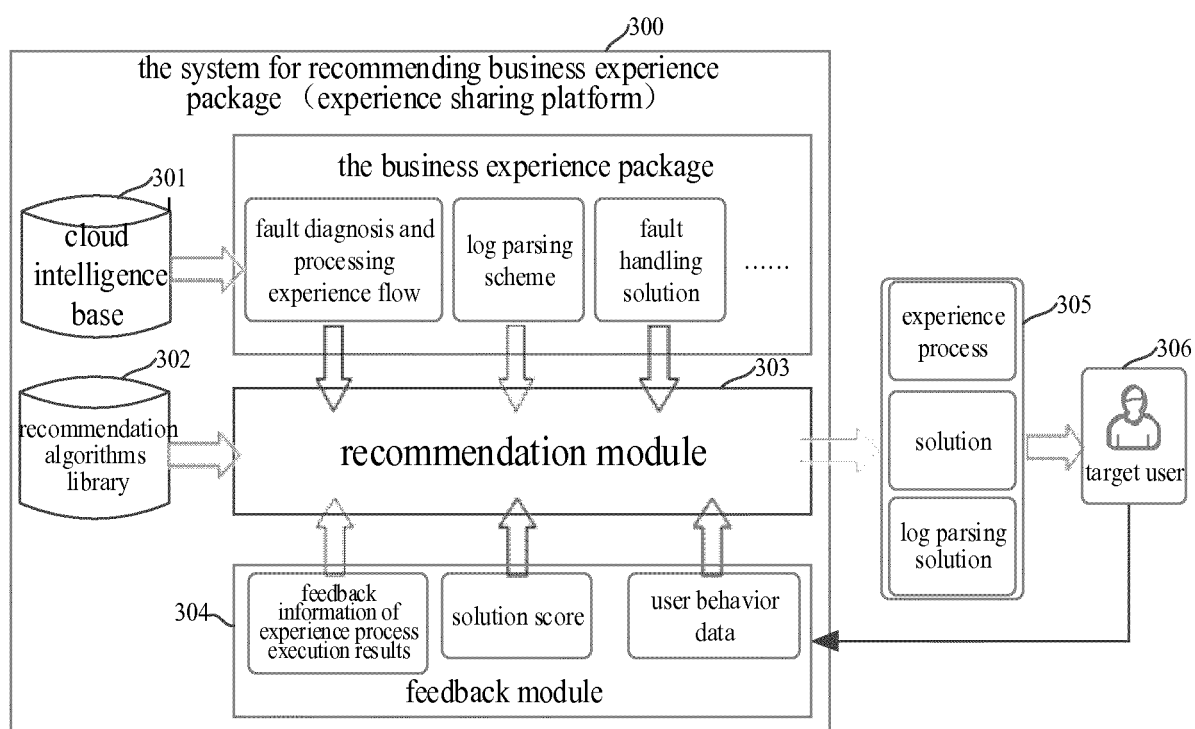 300
the system for recommending business experience
package （experience sharing platform）
the business experience package
301
cloud
intelligence
base
fault diagnosis and
processing
experience flow
log parsing
scheme
fault
handling
solution
......
302
recommendation
algorithms
library
303
recommendation module
experience
process
305
solution
log parsing
solution
306
target user
304
feedback
information of
experience process
execution results
solution score
user behavior
data
feedback module